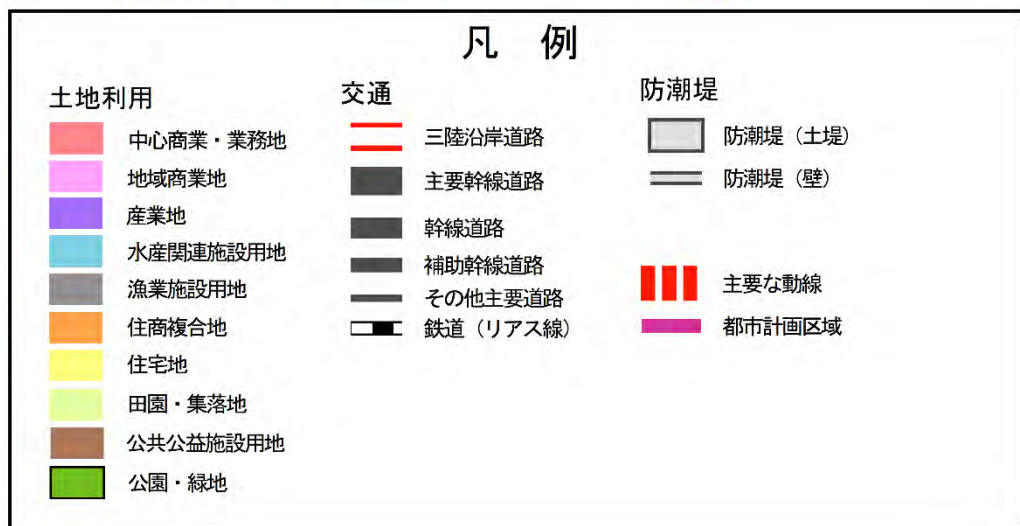 凡 例
土地利用
中心商業・業務地
地域商業地
産業地
水産関連施設用地
漁業施設用地
住商複合地
住宅地
田園・集落地
公共公益施設用地
公園・緑地
交通
三陸沿岸道路
主要幹線道路
幹線道路
補助幹線道路
その他主要道路
鉄道（リアス線）
防潮堤
防潮堤（土堤）
防潮堤（壁）
主要な動線
都市計画区域